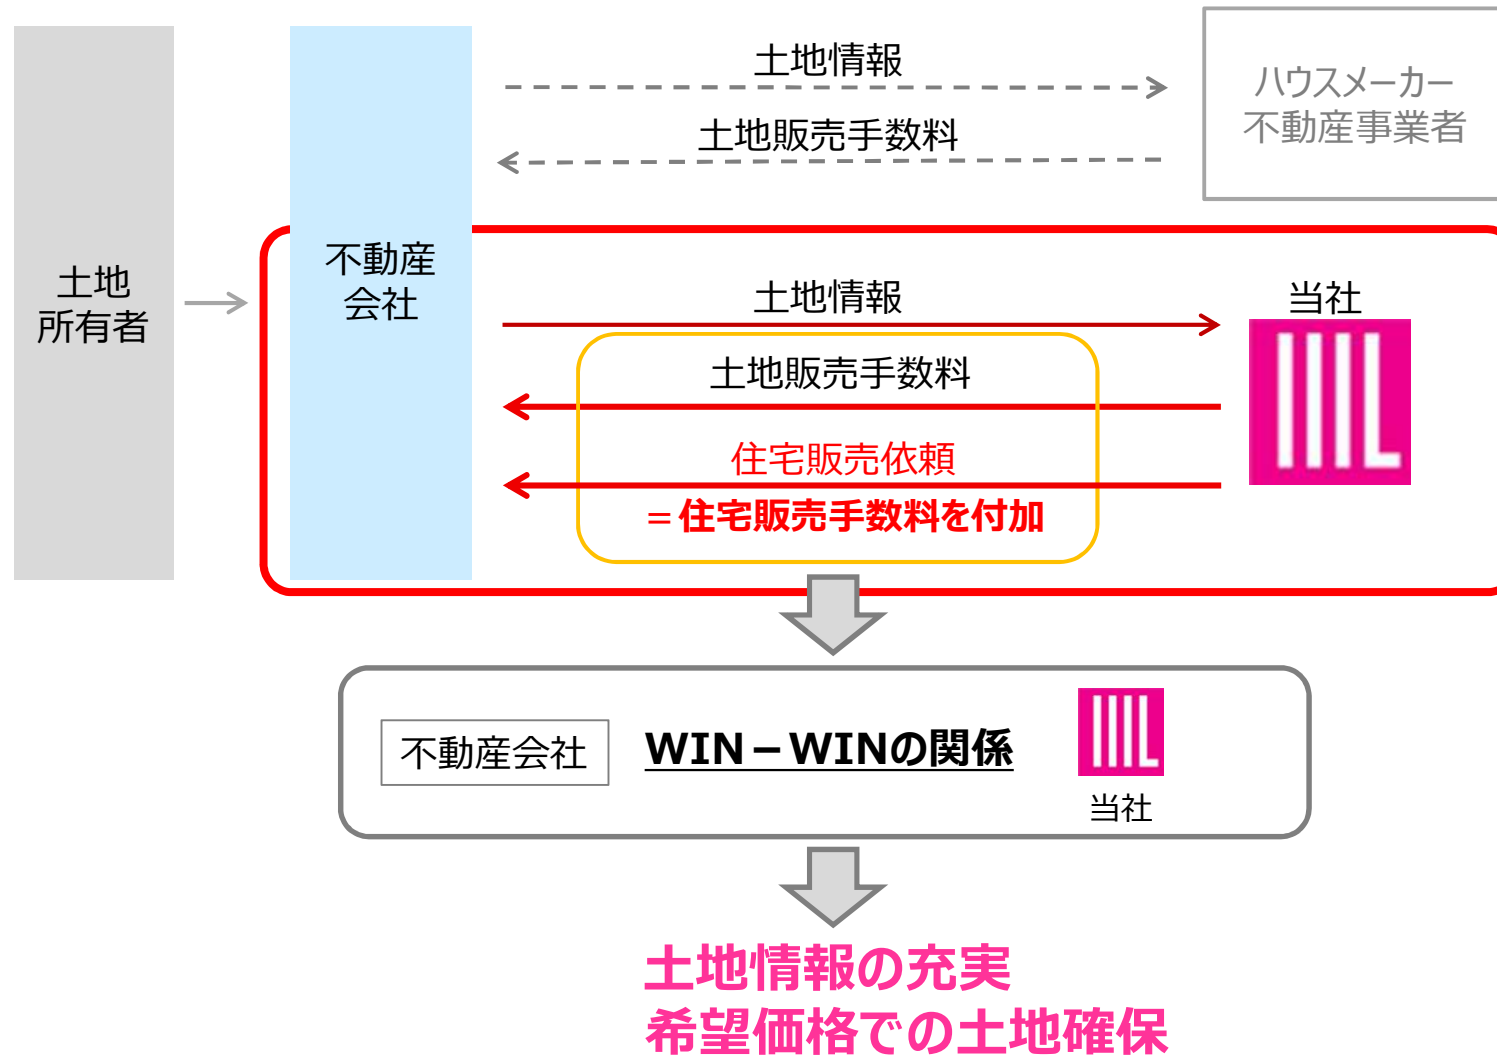 土地情報
土地販売手数料
ハウスメーカー
不動産事業者
土地
所有者
不動産
会社
土地情報
当社
土地販売手数料
住宅販売依頼
＝住宅販売手数料を付加
不動産会社
WIN－WINの関係
当社
土地情報の充実
希望価格での土地確保